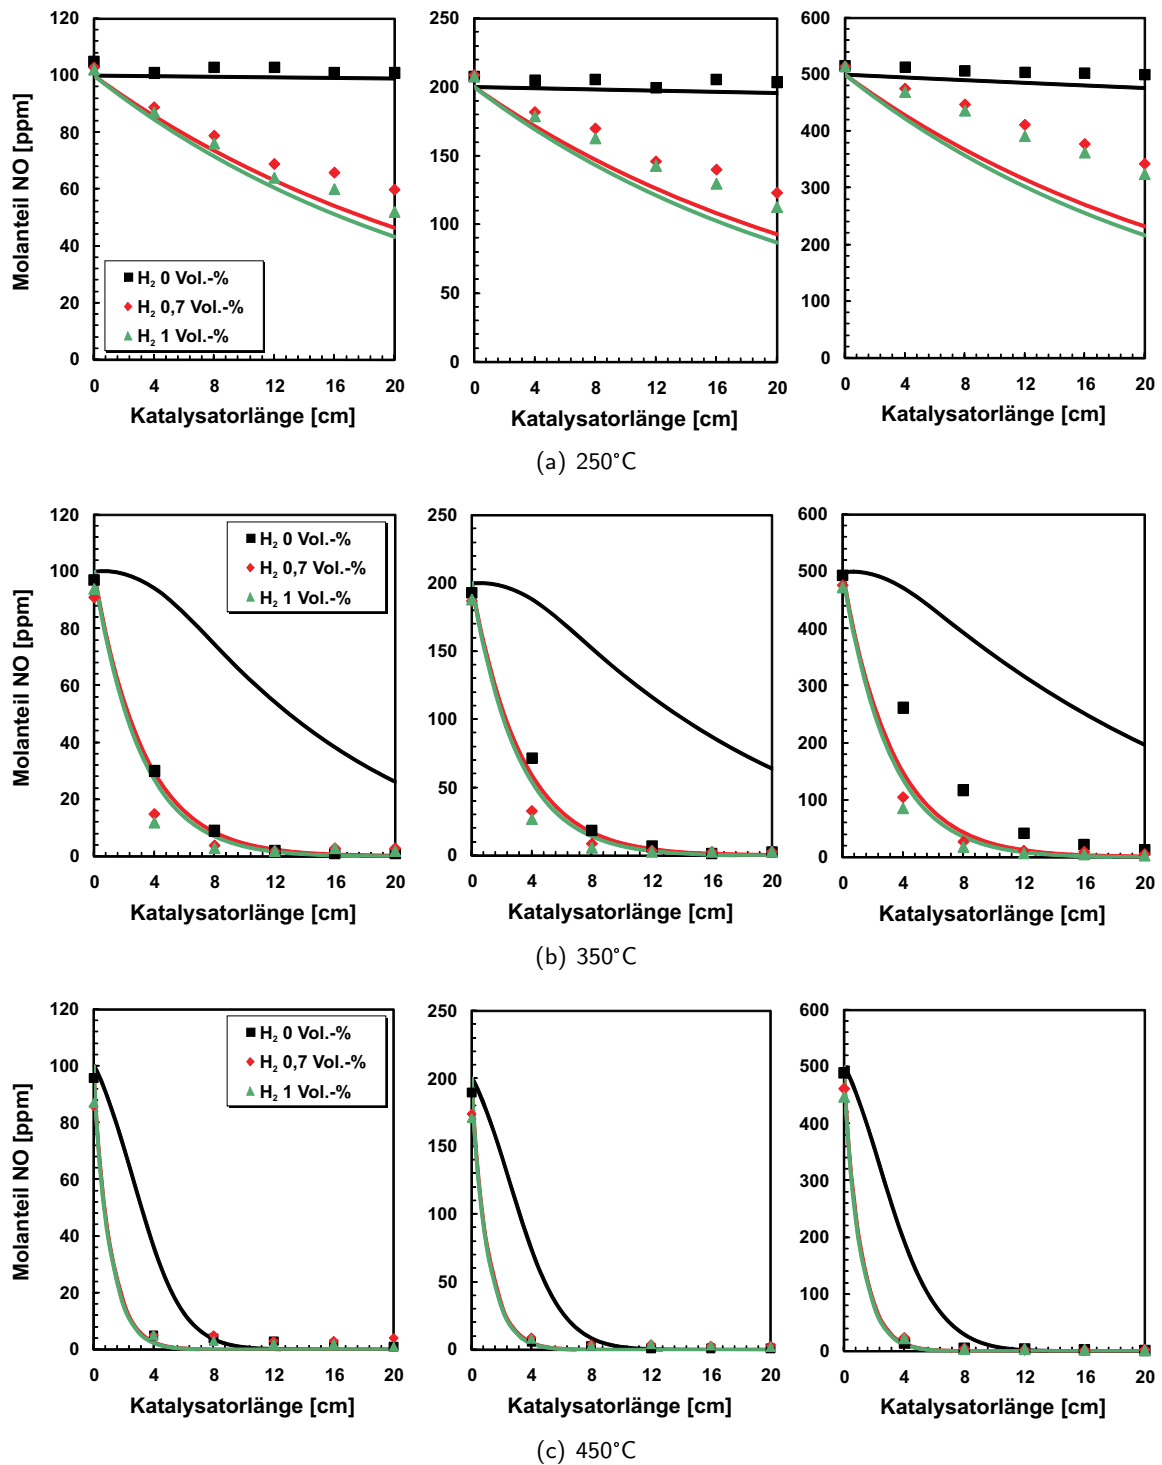 120
100
80
60
40
20
0
0 4 8 12 16 20
Molanteil NO [ppm]
Katalysatorlänge [cm]
H₂ 0 Vol.-%
H₂ 0,7 Vol.-%
H₂ 1 Vol.-%
250
200
150
100
50
0
0 4 8 12 16 20
Katalysatorlänge [cm]
600
500
400
300
200
100
0
0 4 8 12 16 20
Katalysatorlänge [cm]
(a) 250°C
120
100
80
60
40
20
0
0 4 8 12 16 20
Molanteil NO [ppm]
Katalysatorlänge [cm]
H₂ 0 Vol.-%
H₂ 0,7 Vol.-%
H₂ 1 Vol.-%
250
200
150
100
50
0
0 4 8 12 16 20
Katalysatorlänge [cm]
600
500
400
300
200
100
0
0 4 8 12 16 20
Katalysatorlänge [cm]
(b) 350°C
120
100
80
60
40
20
0
0 4 8 12 16 20
Molanteil NO [ppm]
Katalysatorlänge [cm]
H₂ 0 Vol.-%
H₂ 0,7 Vol.-%
H₂ 1 Vol.-%
250
200
150
100
50
0
0 4 8 12 16 20
Katalysatorlänge [cm]
600
500
400
300
200
100
0
0 4 8 12 16 20
Katalysatorlänge [cm]
(c) 450°C